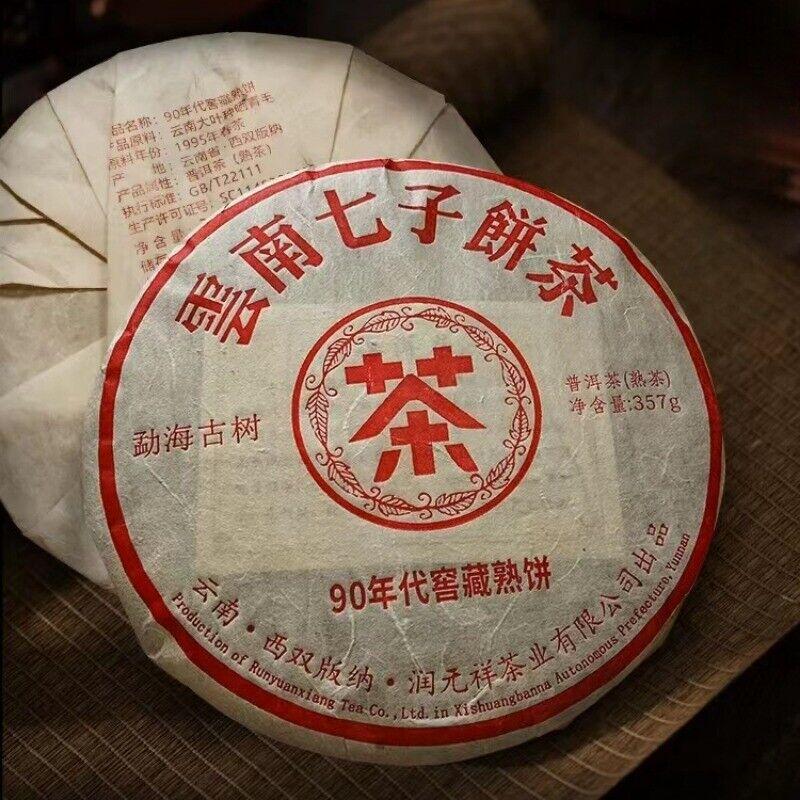 品名称: 90年代窖藏熟饼
产品原料: 云南大叶种晒青毛
原料年份: 1995年春茶
产 地: 云南省·西双版纳
产品属性: 普洱茶(熟茶)
执行标准: GB/T22111
生产许可证号: SC114
净含量
储存
雲南七子餅茶
茶
勐海古树
普洱茶(熟茶)
净含量:357g
90年代窖藏熟饼
云南·西双版纳·润元祥茶业有限公司出品
Production of Runyuanxiang Tea Co.,Ltd.in Xishuangbanna Autonomous Prefecture,Yunnan